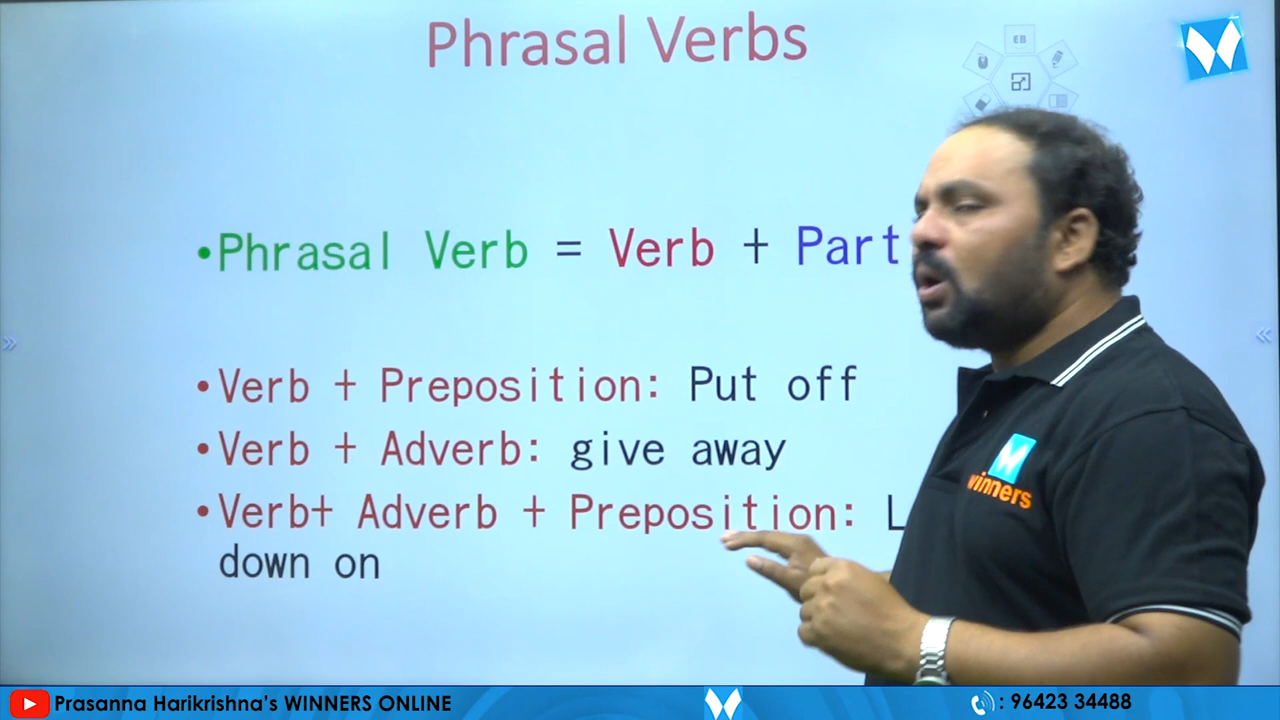 Phrasal Verbs
EB
•Phrasal Verb = Verb + Part
•Verb + Preposition: Put off
•Verb + Adverb: give away
•Verb+ Adverb + Preposition: L
down on
winners
Prasanna Harikrishna's WINNERS ONLINE
: 96423 34488